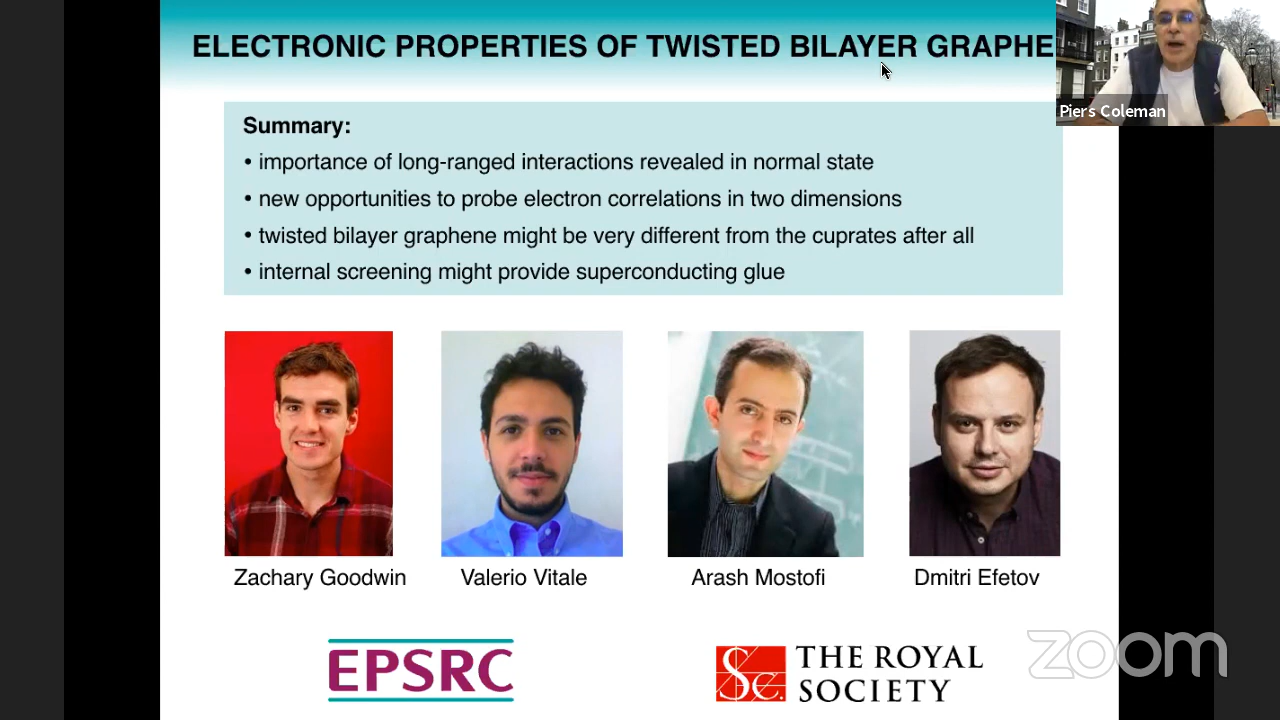 ELECTRONIC PROPERTIES OF TWISTED BILAYER GRAPHE
Piers Coleman
Summary:
• importance of long-ranged interactions revealed in normal state
• new opportunities to probe electron correlations in two dimensions
• twisted bilayer graphene might be very different from the cuprates after all
• internal screening might provide superconducting glue
Zachary Goodwin
Valerio Vitale
Arash Mostofi
Dmitri Efetov
EPSRC
THE ROYAL
SOCIETY
zoom